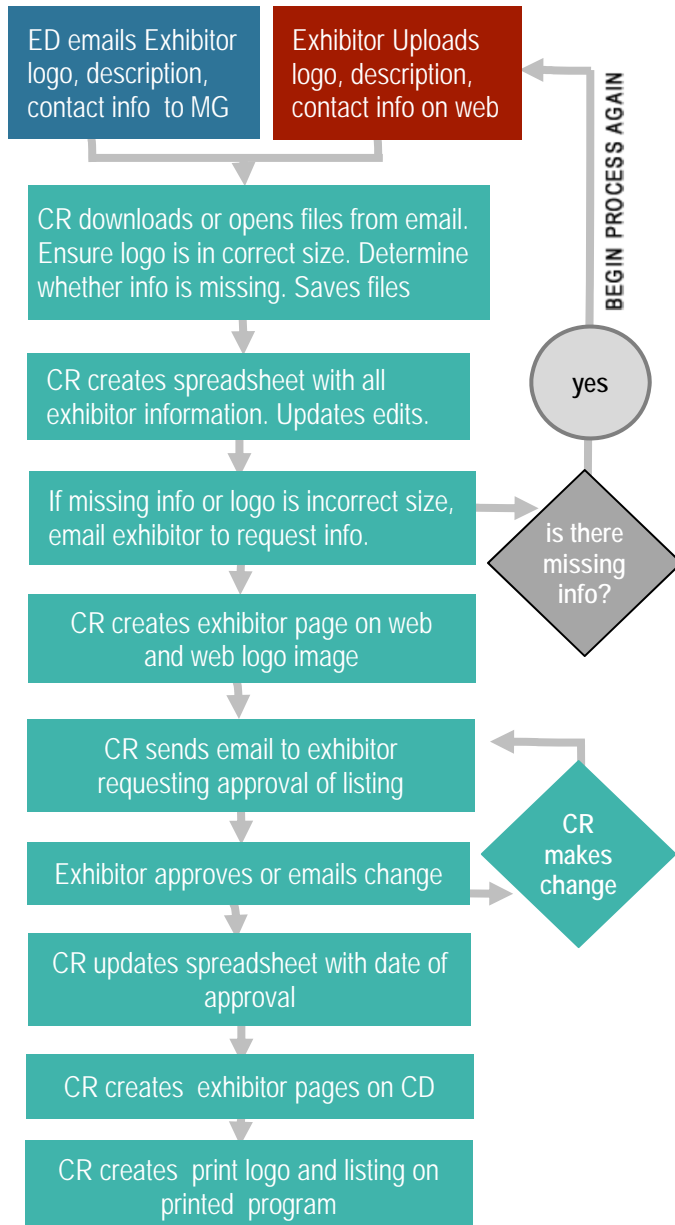 ED emails Exhibitor
logo, description,
contact info to MG
Exhibitor Uploads
logo, description,
contact info on web
BEGIN PROCESS AGAIN
CR downloads or opens files from email.
Ensure logo is in correct size. Determine
whether info is missing. Saves files
CR creates spreadsheet with all
exhibitor information. Updates edits.
yes
If missing info or logo is incorrect size,
email exhibitor to request info.
is there
missing
info?
CR creates exhibitor page on web
and web logo image
CR sends email to exhibitor
requesting approval of listing
CR
makes
change
Exhibitor approves or emails change
CR updates spreadsheet with date of
approval
CR creates exhibitor pages on CD
CR creates print logo and listing on
printed program